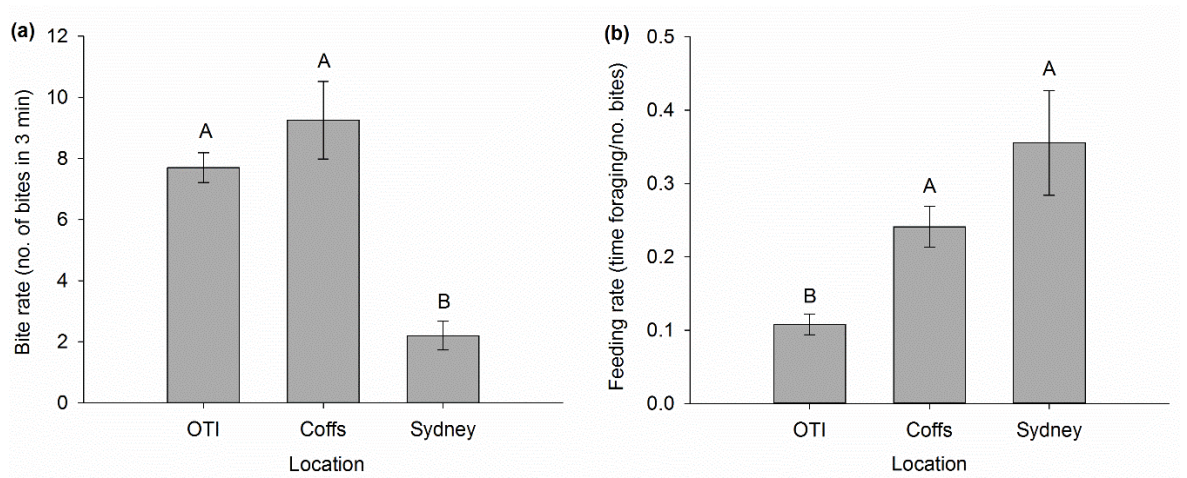 (a)
Bite rate (no. of bites in 3 min)
12
10
8
6
4
2
0
A
A
B
OTI Coffs Sydney
Location
(b)
Feeding rate (time foraging/no. bites)
0.5
0.4
0.3
0.2
0.1
0.0
B
A
A
OTI Coffs Sydney
Location